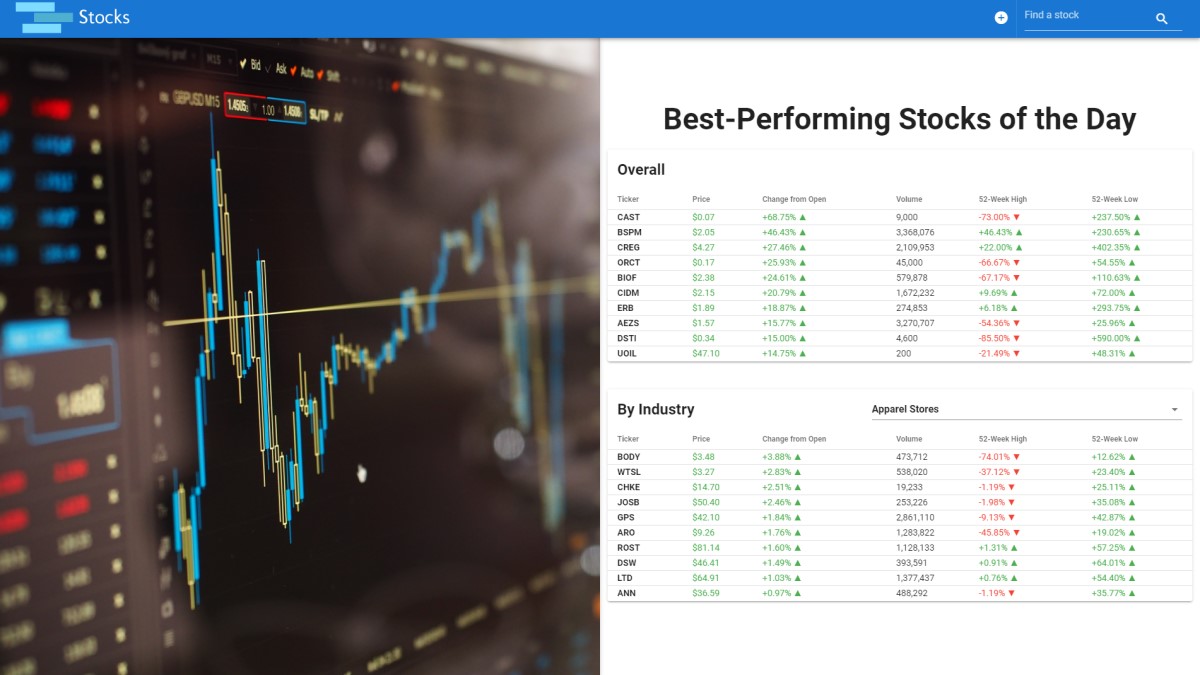 Stocks
Find a stock
Bid Ask Auto Shift
GBPUSD M15 1.00 SL/TP
Best-Performing Stocks of the Day
Overall
Ticker Price Change from Open Volume 52-Week High 52-Week Low
CAST $0.07 +68.75% ▲ 9,000 -73.00% ▼ +237.50% ▲
BSPM $2.05 +46.43% ▲ 3,368,076 +46.43% ▲ +230.65% ▲
CREG $4.27 +27.46% ▲ 2,109,953 +22.00% ▲ +402.35% ▲
ORCT $0.17 +25.93% ▲ 45,000 -66.67% ▼ +54.55% ▲
BIOF $2.38 +24.61% ▲ 579,878 -67.17% ▼ +110.63% ▲
CIDM $2.15 +20.79% ▲ 1,672,232 +9.69% ▲ +72.00% ▲
ERB $1.89 +18.87% ▲ 274,853 +6.18% ▲ +293.75% ▲
AEZS $1.57 +15.77% ▲ 3,270,707 -54.36% ▼ +25.96% ▲
DSTI $0.34 +15.00% ▲ 4,600 -85.50% ▼ +590.00% ▲
UOIL $47.10 +14.75% ▲ 200 -21.49% ▼ +48.31% ▲
By Industry Apparel Stores
Ticker Price Change from Open Volume 52-Week High 52-Week Low
BODY $3.48 +3.88% ▲ 473,712 -74.01% ▼ +12.62% ▲
WTSL $3.27 +2.83% ▲ 538,020 -37.12% ▼ +23.40% ▲
CHKE $14.70 +2.51% ▲ 19,233 -1.19% ▼ +25.11% ▲
JOSB $50.40 +2.46% ▲ 253,226 -1.98% ▼ +35.08% ▲
GPS $42.10 +1.84% ▲ 2,861,110 -9.13% ▼ +42.87% ▲
ARO $9.26 +1.76% ▲ 1,283,822 -45.85% ▼ +19.02% ▲
ROST $81.14 +1.60% ▲ 1,128,133 +1.31% ▲ +57.25% ▲
DSW $46.41 +1.49% ▲ 393,591 +0.91% ▲ +64.01% ▲
LTD $64.91 +1.03% ▲ 1,377,437 +0.76% ▲ +54.40% ▲
ANN $36.59 +0.97% ▲ 488,292 -1.19% ▼ +35.77% ▲